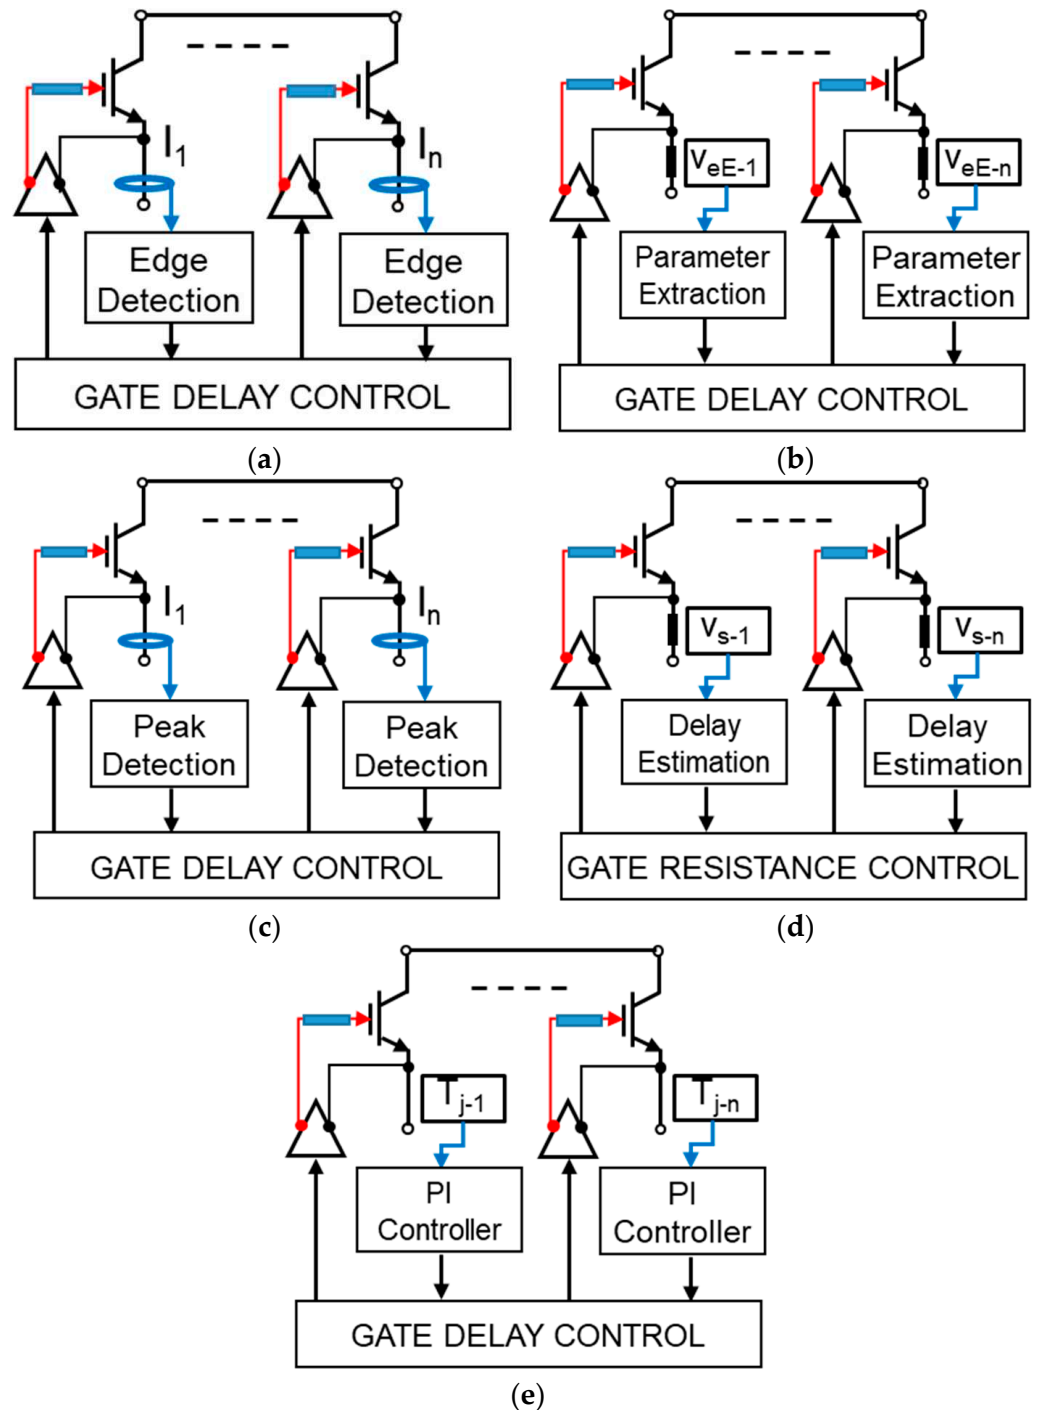 I1
In
Edge
Detection
Edge
Detection
GATE DELAY CONTROL
(a)
VeE-1
VeE-n
Parameter
Extraction
Parameter
Extraction
GATE DELAY CONTROL
(b)
I1
In
Peak
Detection
Peak
Detection
GATE DELAY CONTROL
(c)
Vs-1
Vs-n
Delay
Estimation
Delay
Estimation
GATE RESISTANCE CONTROL
(d)
Tj-1
Tj-n
PI
Controller
PI
Controller
GATE DELAY CONTROL
(e)